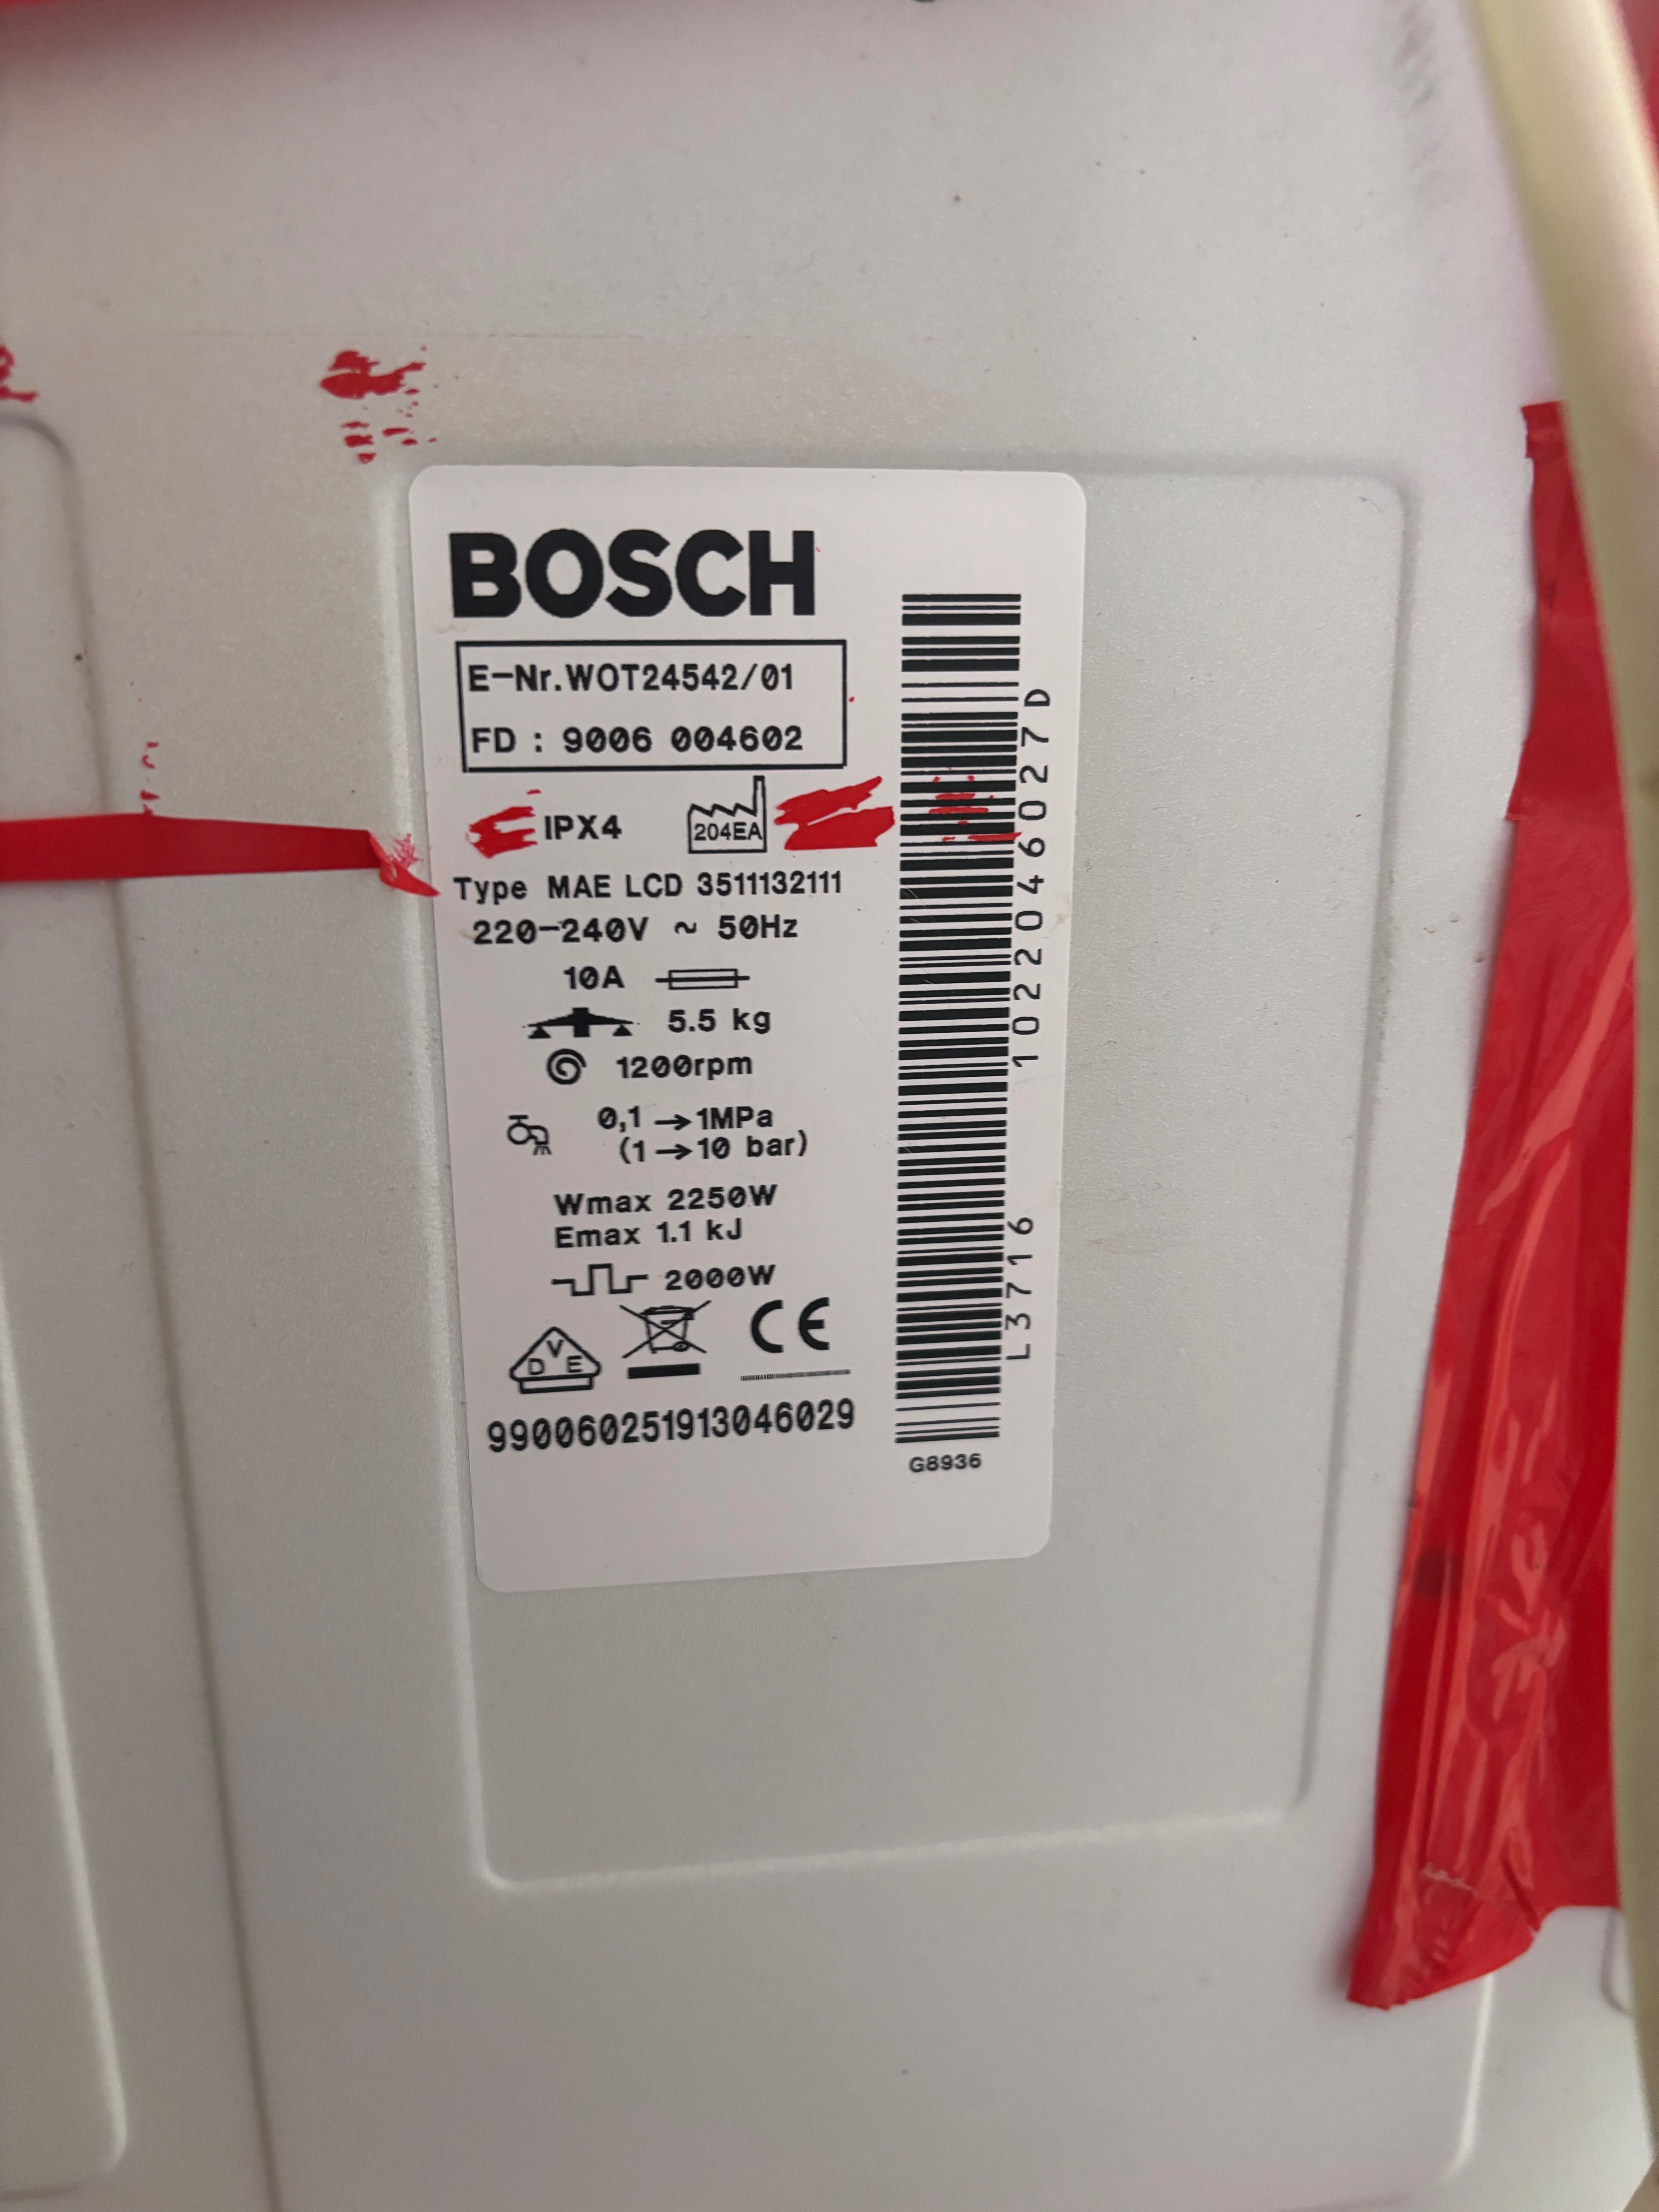 BOSCH
E-Nr.WOT24542/01
FD : 9006 004602
IPX4 204EA
Type MAE LCD 3511132111
220-240V ~ 50Hz
10A
5.5 kg
1200rpm
0,1 → 1MPa
(1 → 10 bar)
Wmax 2250W
Emax 1.1 kJ
2000W
DVE CE
990060251913046029
L3716 1022046027D
G8936